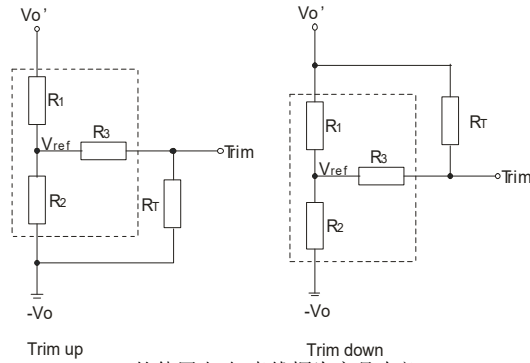 Vo'
R1
Vref
R3
Trim
R2
RT
-Vo
Trim up
Vo'
R1
RT
Vref
R3
Trim
R2
-Vo
Trim down